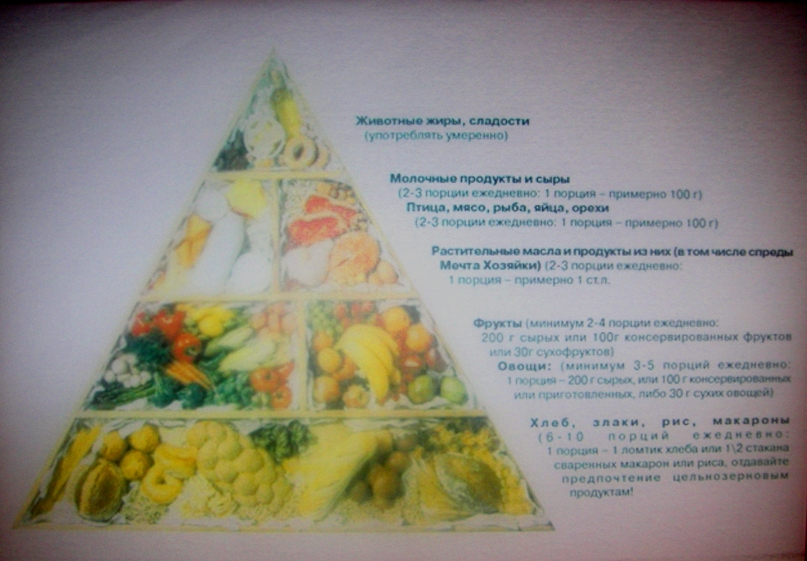 Животные жиры, сладости
(употреблять умеренно)
Молочные продукты и сыры
(2-3 порции ежедневно: 1 порция – примерно 100 г)
Птица, мясо, рыба, яйца, орехи
(2-3 порции ежедневно: 1 порция – примерно 100 г)
Растительные масла и продукты из них (в том числе спреды
Мечта Хозяйки) (2-3 порции ежедневно:
1 порция – примерно 1 ст.л.
Фрукты (минимум 2-4 порции ежедневно:
200 г сырых или 100г консервированных фруктов
или 30г сухофруктов)
Овощи: (минимум 3-5 порций ежедневно:
1 порция – 200 г сырых, или 100 г консервированных
или приготовленных, либо 30 г сухих овощей)
Хлеб, злаки, рис, макароны
(6-10 порций ежедневно:
1 порция – 1 ломтик хлеба или 1\2 стакана
сваренных макарон или риса, отдавайте
предпочтение цельнозерновым
продуктам!